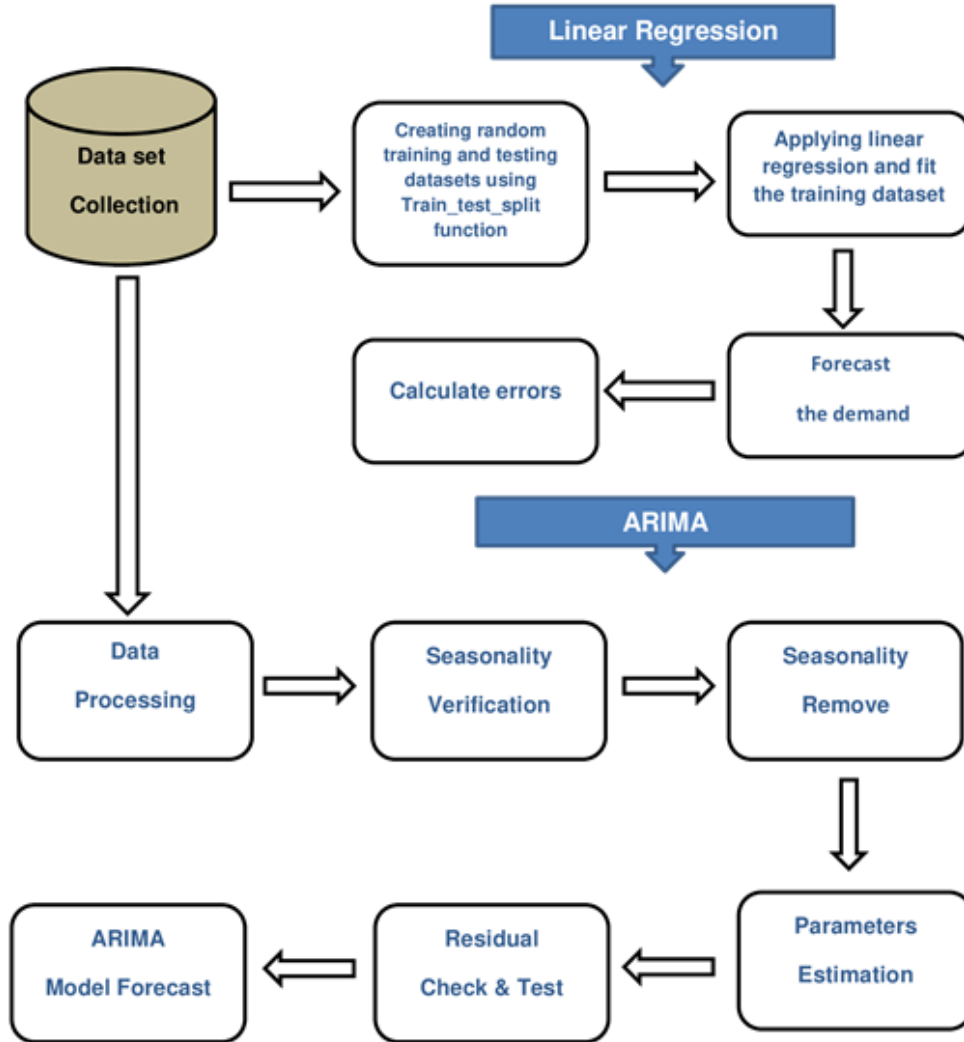 Linear Regression
Data set
Collection
Creating random
training and testing
datasets using
Train_test_split
function
Applying linear
regression and fit
the training dataset
Forecast
the demand
Calculate errors
ARIMA
Data
Processing
Seasonality
Verification
Seasonality
Remove
Parameters
Estimation
Residual
Check & Test
ARIMA
Model Forecast